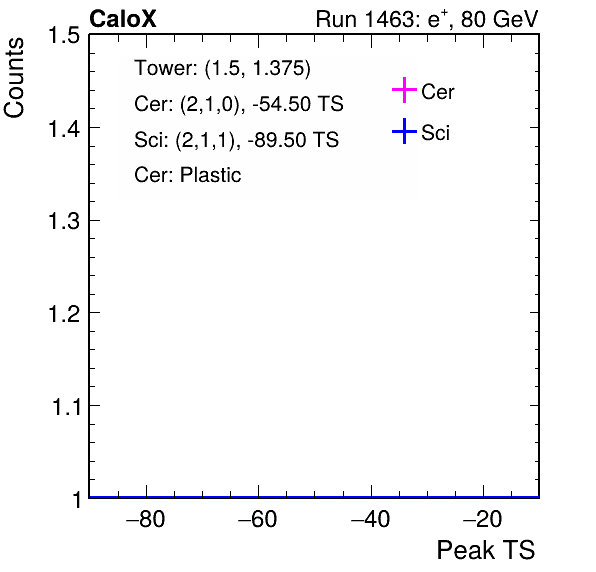 CaloX Run 1463: e+, 80 GeV
Counts
1.5
1.4
1.3
1.2
1.1
1
Tower: (1.5, 1.375)
Cer: (2,1,0), -54.50 TS
Sci: (2,1,1), -89.50 TS
Cer: Plastic
Cer
Sci
−80 −60 −40 −20
Peak TS